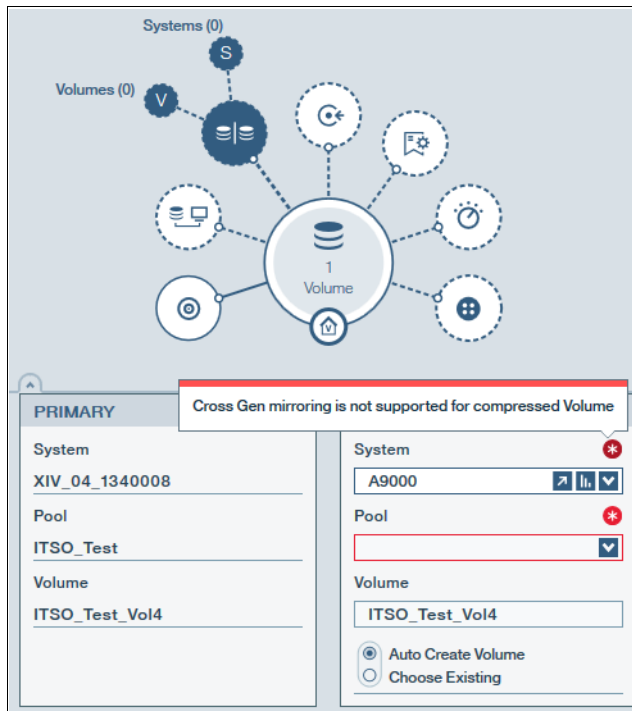 Systems (0)
S
Volumes (0)
V
1
Volume
V
Cross Gen mirroring is not supported for compressed Volume
PRIMARY
System
XIV_04_1340008
Pool
ITSO_Test
Volume
ITSO_Test_Vol4
System
A9000
Pool
Volume
ITSO_Test_Vol4
Auto Create Volume
Choose Existing